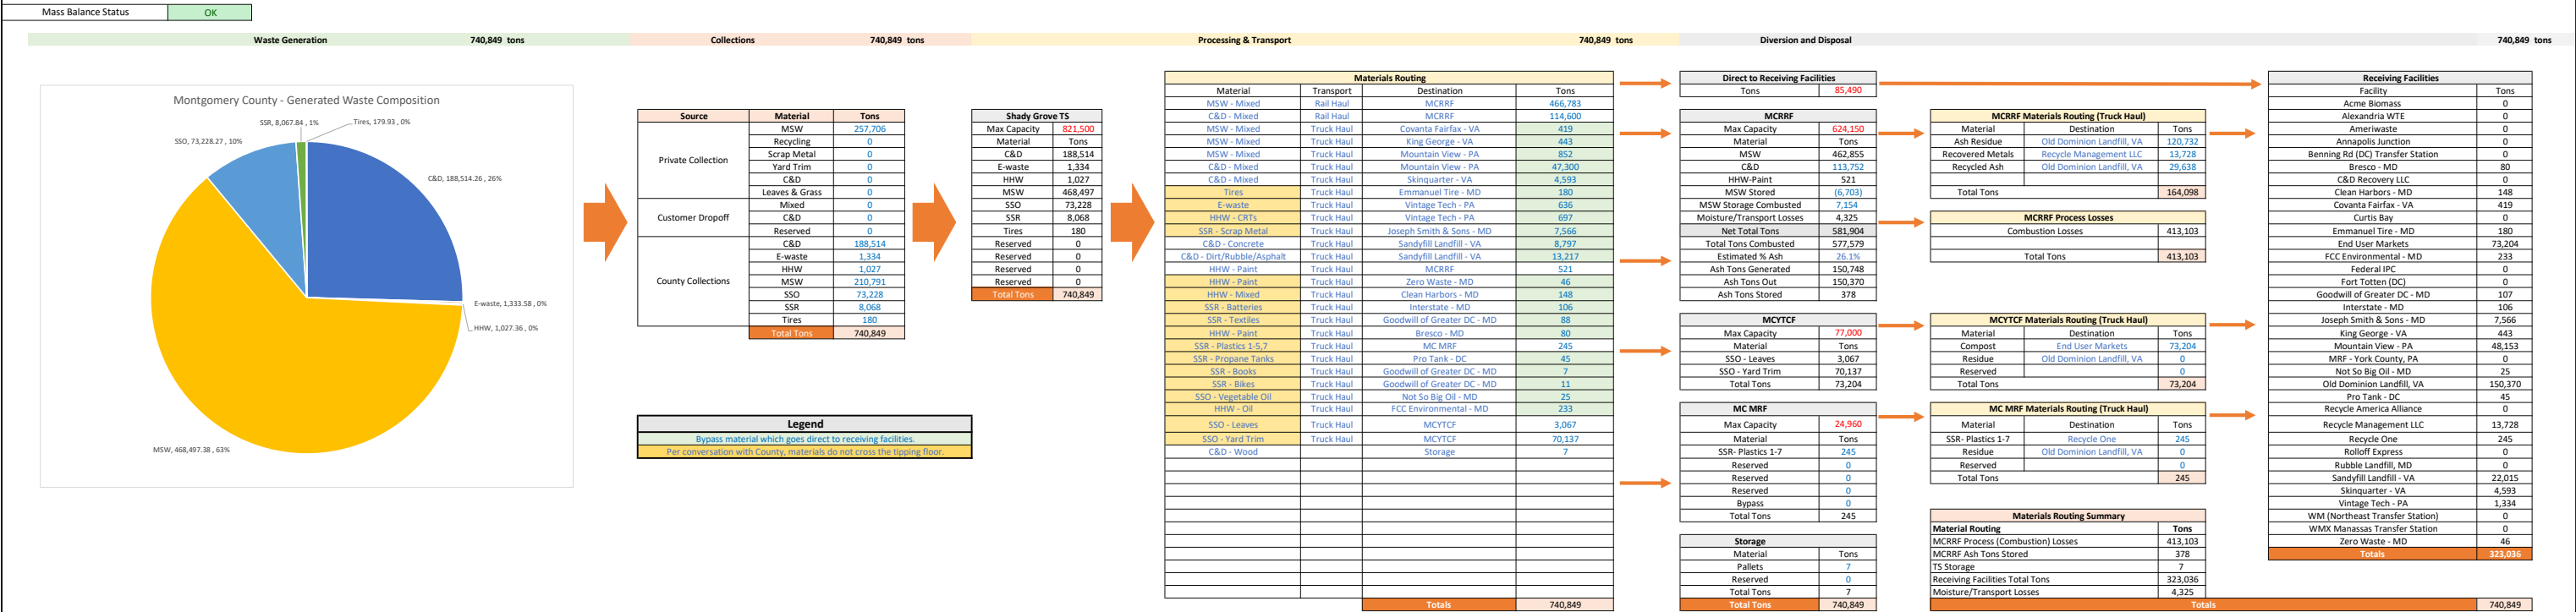 Mass Balance Status OK
Waste Generation 740,849 tons Collections 740,849 tons Processing & Transport 740,849 tons Diversion and Disposal 740,849 tons
Montgomery County - Generated Waste Composition
SSR, 8,067.84 , 1%
Tires, 179.93 , 0%
SSO, 73,228.27 , 10%
C&D, 188,514.26 , 26%
E-waste, 1,333.58 , 0%
HHW, 1,027.36 , 0%
MSW, 468,497.38 , 63%
Source Material Tons
Private Collection
MSW 257,706
Recycling 0
Scrap Metal 0
Yard Trim 0
C&D 0
Leaves & Grass 0
Customer Dropoff
Mixed 0
C&D 0
Reserved 0
County Collections
C&D 188,514
E-waste 1,334
HHW 1,027
MSW 210,791
SSO 73,228
SSR 8,068
Tires 180
Total Tons 740,849
Legend
Bypass material which goes direct to receiving facilities.
Per conversation with County, materials do not cross the tipping floor.
Shady Grove TS
Max Capacity 821,500
Material Tons
C&D 188,514
E-waste 1,334
HHW 1,027
MSW 468,497
SSO 73,228
SSR 8,068
Tires 180
Reserved 0
Reserved 0
Reserved 0
Reserved 0
Total Tons 740,849
Materials Routing
Material Transport Destination Tons
MSW - Mixed Rail Haul MCRRF 466,783
C&D - Mixed Rail Haul MCRRF 114,600
MSW - Mixed Truck Haul Covanta Fairfax - VA 419
MSW - Mixed Truck Haul King George - VA 443
MSW - Mixed Truck Haul Mountain View - PA 852
C&D - Mixed Truck Haul Mountain View - PA 47,300
C&D - Mixed Truck Haul Skinquarter - VA 4,593
Tires Truck Haul Emmanuel Tire - MD 180
E-waste Truck Haul Vintage Tech - PA 636
HHW - CRTs Truck Haul Vintage Tech - PA 697
SSR - Scrap Metal Truck Haul Joseph Smith & Sons - MD 7,566
C&D - Concrete Truck Haul Sandyfill Landfill - VA 8,797
C&D - Dirt/Rubble/Asphalt Truck Haul Sandyfill Landfill - VA 13,217
HHW - Paint Truck Haul MCRRF 521
HHW - Paint Truck Haul Zero Waste - MD 46
HHW - Mixed Truck Haul Clean Harbors - MD 148
SSR - Batteries Truck Haul Interstate - MD 106
SSR - Textiles Truck Haul Goodwill of Greater DC - MD 88
HHW - Paint Truck Haul Bresco - MD 80
SSR - Plastics 1-5,7 Truck Haul MC MRF 245
SSR - Propane Tanks Truck Haul Pro Tank - DC 45
SSR - Books Truck Haul Goodwill of Greater DC - MD 7
SSR - Bikes Truck Haul Goodwill of Greater DC - MD 11
SSO - Vegetable Oil Truck Haul Not So Big Oil - MD 25
HHW - Oil Truck Haul FCC Environmental - MD 233
SSO - Leaves Truck Haul MCYTCF 3,067
SSO - Yard Trim Truck Haul MCYTCF 70,137
C&D - Wood Storage 7
Totals 740,849
Direct to Receiving Facilities
Tons 85,490
MCRRF
Max Capacity 624,150
Material Tons
MSW 462,855
C&D 113,752
HHW-Paint 521
MSW Stored (6,703)
MSW Storage Combusted 7,154
Moisture/Transport Losses 4,325
Net Total Tons 581,904
Total Tons Combusted 577,579
Estimated % Ash 26.1%
Ash Tons Generated 150,748
Ash Tons Out 150,370
Ash Tons Stored 378
MCYTCF
Max Capacity 77,000
Material Tons
SSO - Leaves 3,067
SSO - Yard Trim 70,137
Total Tons 73,204
MC MRF
Max Capacity 24,960
Material Tons
SSR- Plastics 1-7 245
Reserved 0
Reserved 0
Reserved 0
Bypass 0
Total Tons 245
Storage
Material Tons
Pallets 7
Reserved 0
Total Tons 7
Total Tons 740,849
MCRRF Materials Routing (Truck Haul)
Material Destination Tons
Ash Residue Old Dominion Landfill, VA 120,732
Recovered Metals Recycle Management LLC 13,728
Recycled Ash Old Dominion Landfill, VA 29,638
Total Tons 164,098
MCRRF Process Losses
Combustion Losses 413,103
Total Tons 413,103
MCYTCF Materials Routing (Truck Haul)
Material Destination Tons
Compost End User Markets 73,204
Residue Old Dominion Landfill, VA 0
Reserved 0
Total Tons 73,204
MC MRF Materials Routing (Truck Haul)
Material Destination Tons
SSR- Plastics 1-7 Recycle One 245
Residue Old Dominion Landfill, VA 0
Reserved 0
Total Tons 245
Materials Routing Summary
Material Routing Tons
MCRRF Process (Combustion) Losses 413,103
MCRRF Ash Tons Stored 378
TS Storage 7
Receiving Facilities Total Tons 323,036
Moisture/Transport Losses 4,325
Totals 740,849
Receiving Facilities
Facility Tons
Acme Biomass 0
Alexandria WTE 0
Ameriwaste 0
Annapolis Junction 0
Benning Rd (DC) Transfer Station 0
Bresco - MD 80
C&D Recovery LLC 0
Clean Harbors - MD 148
Covanta Fairfax - VA 419
Curtis Bay 0
Emmanuel Tire - MD 180
End User Markets 73,204
FCC Environmental - MD 233
Federal IPC 0
Fort Totten (DC) 0
Goodwill of Greater DC - MD 107
Interstate - MD 106
Joseph Smith & Sons - MD 7,566
King George - VA 443
Mountain View - PA 48,153
MRF - York County, PA 0
Not So Big Oil - MD 25
Old Dominion Landfill, VA 150,370
Pro Tank - DC 45
Recycle America Alliance 0
Recycle Management LLC 13,728
Recycle One 245
Rolloff Express 0
Rubble Landfill, MD 0
Sandyfill Landfill - VA 22,015
Skinquarter - VA 4,593
Vintage Tech - PA 1,334
WM (Northeast Transfer Station) 0
WMX Manassas Transfer Station 0
Zero Waste - MD 46
Totals 323,036